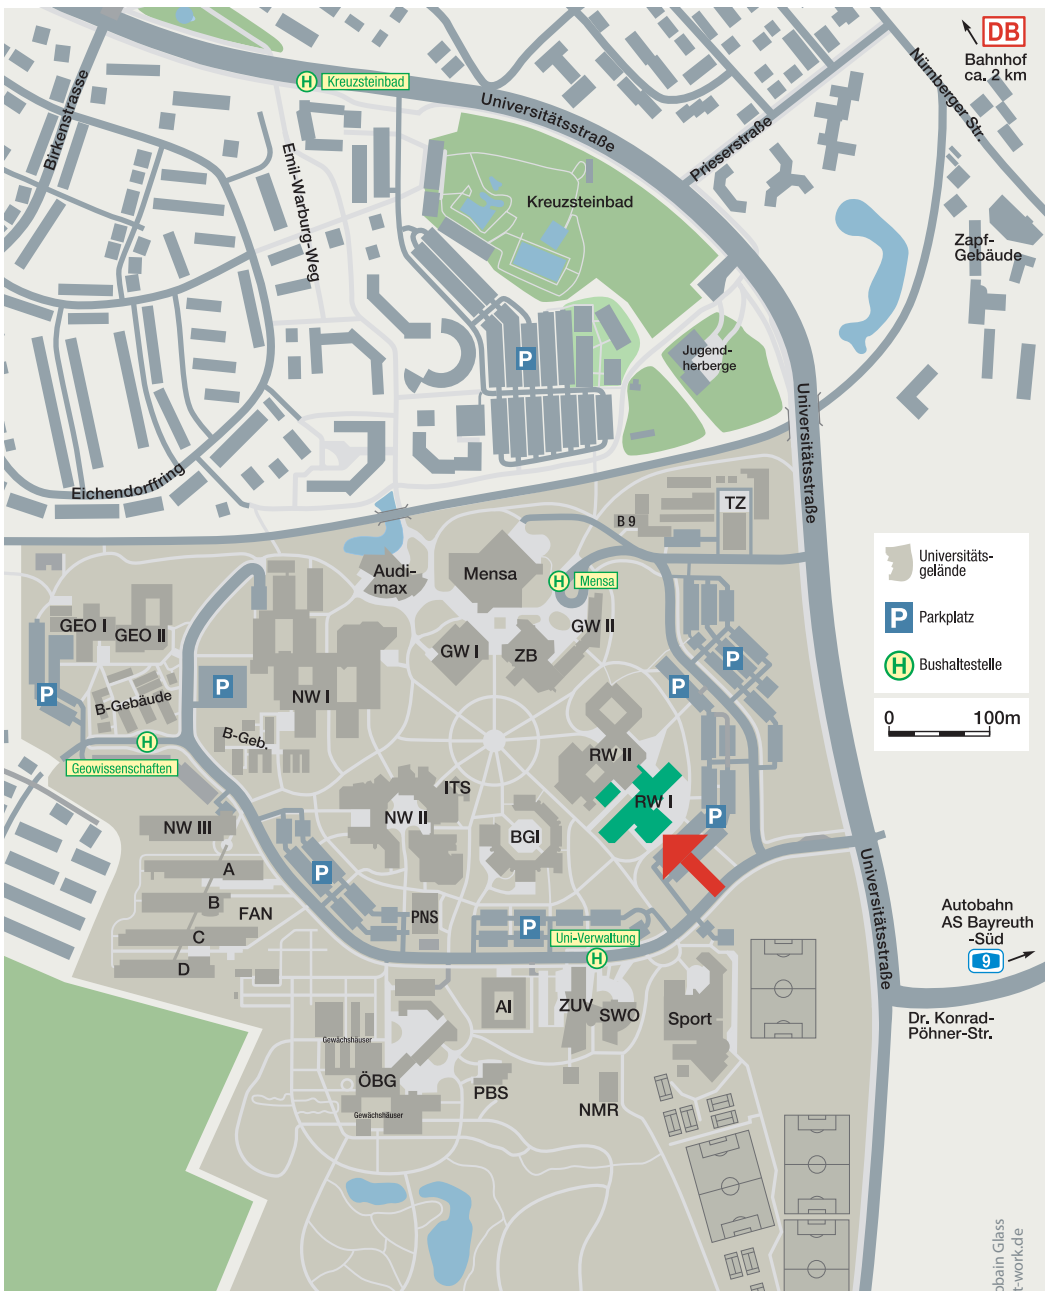 DB
Bahnhof
ca. 2 km
Nürnberger Str.
Birkenstrasse
H Kreuzsteinbad
Universitätsstraße
Prieserstraße
Emil-Warburg-Weg
Kreuzsteinbad
Zapf-
Gebäude
P
Jugend-
herberge
Universitätsstraße
Eichendorffring
TZ
B 9
Audi-
max
Mensa
H Mensa
Universitäts-
gelände
P Parkplatz
H Bushaltestelle
0 100m
GEO I
GEO II
GW II
GW I
ZB
P
P
P
P
B-Gebäude
NW I
B-Geb.
H
Geowissenschaften
RW II
ITS
RW I
NW II
BGI
P
NW III
A
P
B
FAN
C
D
PNS
P
Uni-Verwaltung
H
Universitätsstraße
Autobahn
AS Bayreuth
-Süd
9
Dr. Konrad-
Pöhner-Str.
AI
ZUV
SWO
Sport
Gewächshäuser
ÖBG
Gewächshäuser
PBS
NMR
obain Glass
t-work.de